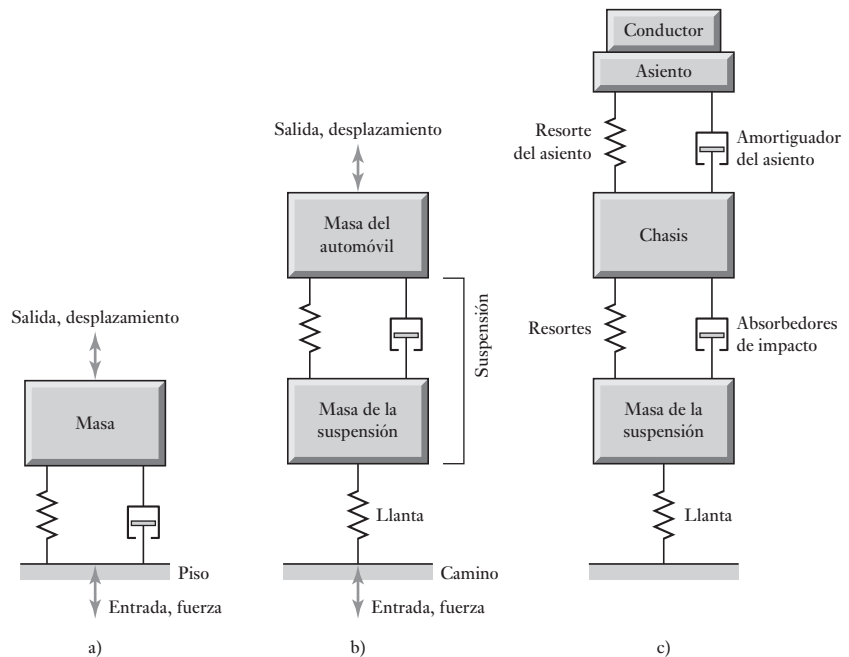 Salida, desplazamiento
Masa
Piso
Entrada, fuerza
a)
Salida, desplazamiento
Masa del
automóvil
Suspensión
Masa de la
suspensión
Llanta
Camino
Entrada, fuerza
b)
Conductor
Asiento
Resorte
del asiento
Amortiguador
del asiento
Chasis
Resortes
Absorbedores
de impacto
Masa de la
suspensión
Llanta
c)